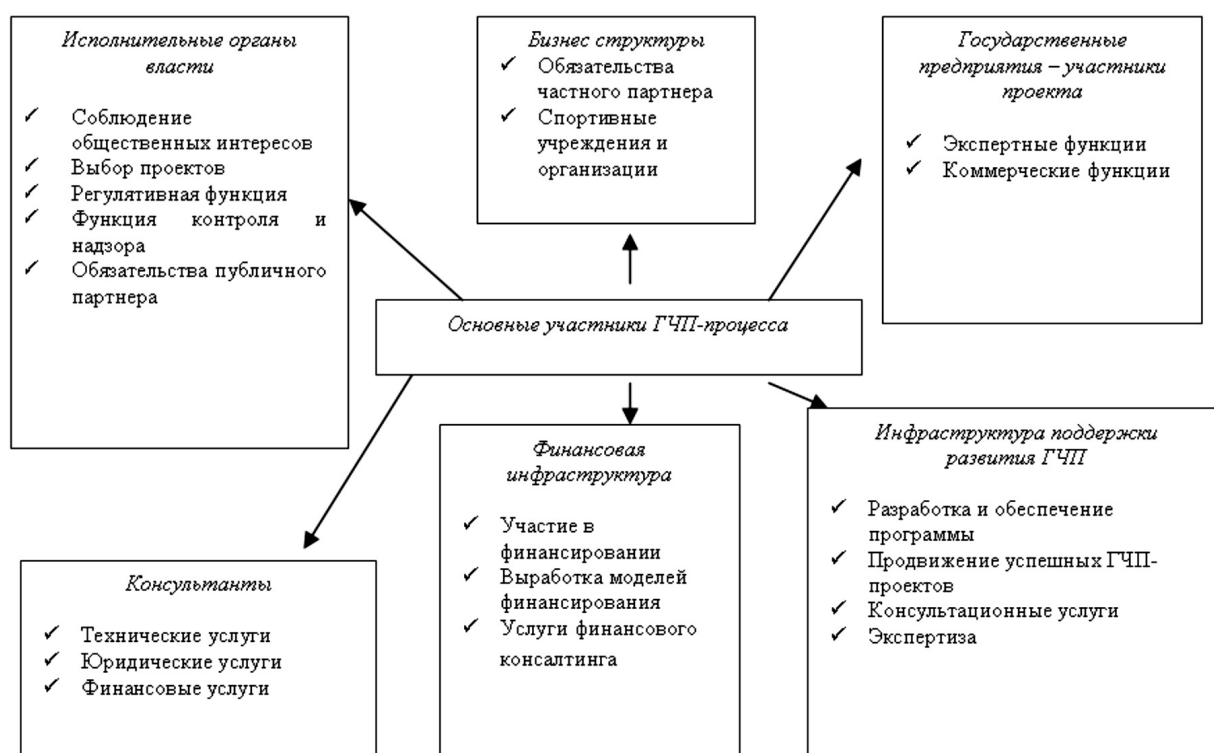 Исполнительные органы
власти
Соблюдение
общественных интересов
Выбор проектов
Регулятивная функция
Функция контроля и
надзора
Обязательства публичного
партнера
Бизнес структуры
Обязательства
частного партнера
Спортивные
учреждения и
организации
Государственные
предприятия – участники
проекта
Экспертные функции
Коммерческие функции
Основные участники ГЧП-процесса
Консультанты
Технические услуги
Юридические услуги
Финансовые услуги
Финансовая
инфраструктура
Участие в
финансировании
Выработка моделей
финансирования
Услуги финансового
консалтинга
Инфраструктура поддержки
развития ГЧП
Разработка и обеспечение
программы
Продвижение успешных ГЧП-
проектов
Консультационные услуги
Экспертиза